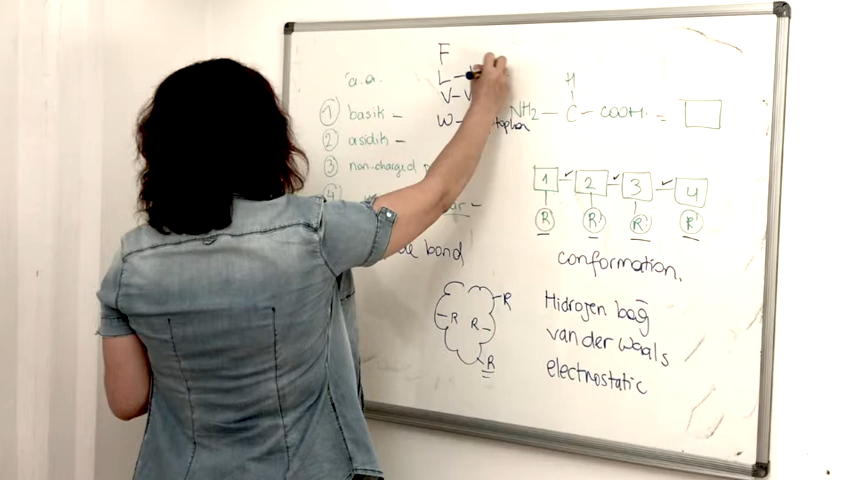 F
L -
a.a.
V - V
① basik -
W -
② asidik -
③ non-charged
④
H
NH2 — C — COOH = 
1 2 3 4
R R' R' R'
bond
conformation.
R
R R
R
Hidrojen bağ
van der waals
electrostatic